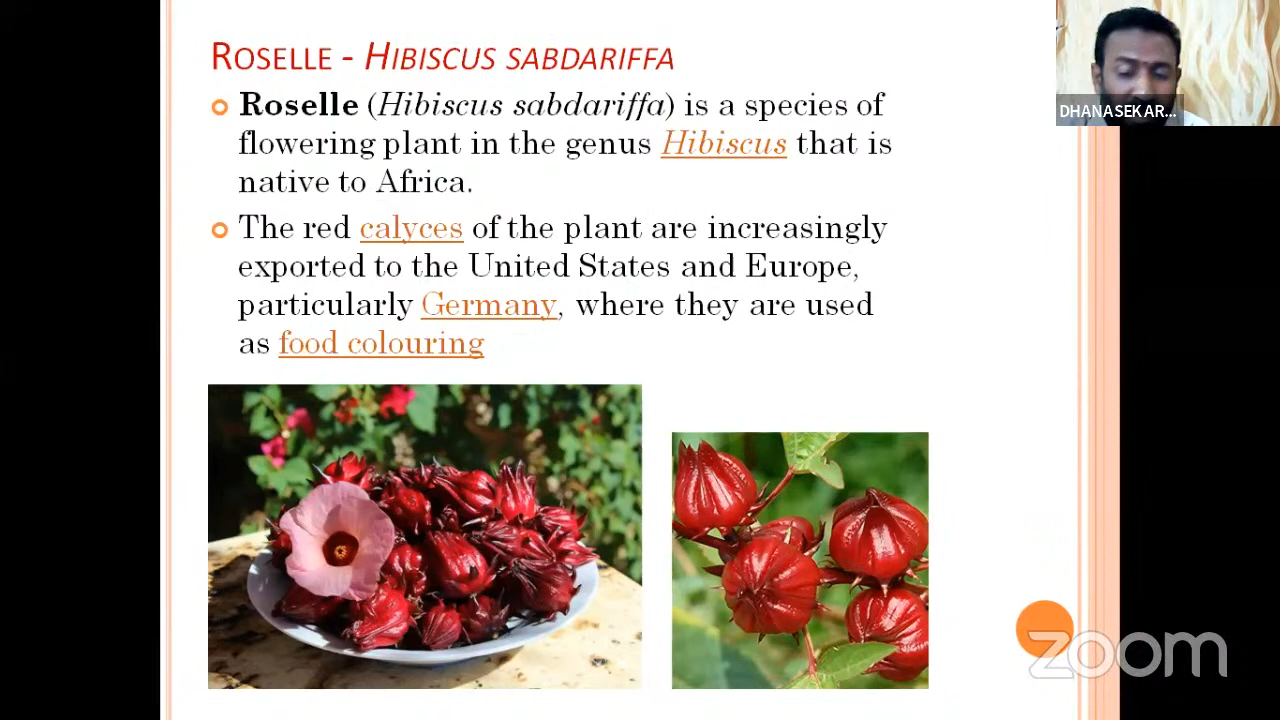 ROSELLE - HIBISCUS SABDARIFFA
Roselle (Hibiscus sabdariffa) is a species of
flowering plant in the genus Hibiscus that is
native to Africa.
The red calyces of the plant are increasingly
exported to the United States and Europe,
particularly Germany, where they are used
as food colouring
DHANASEKAR...
zoom